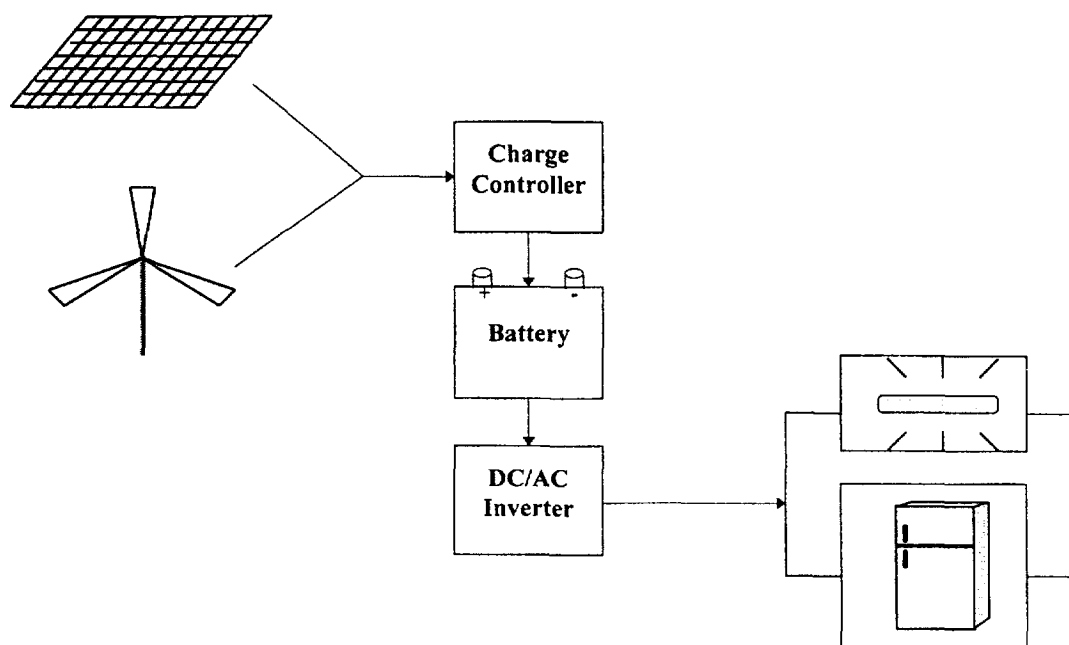 Charge
Controller
+ -
Battery
DC/AC
Inverter